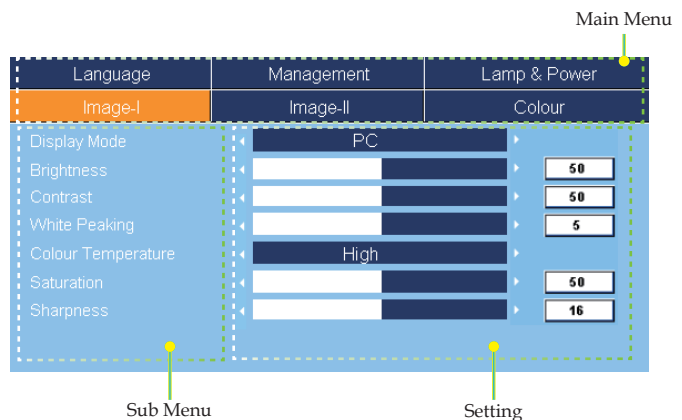 Main Menu
Language Management Lamp & Power
Image-I Image-II Colour
Display Mode PC
Brightness 50
Contrast 50
White Peaking 5
Colour Temperature High
Saturation 50
Sharpness 16
Sub Menu Setting